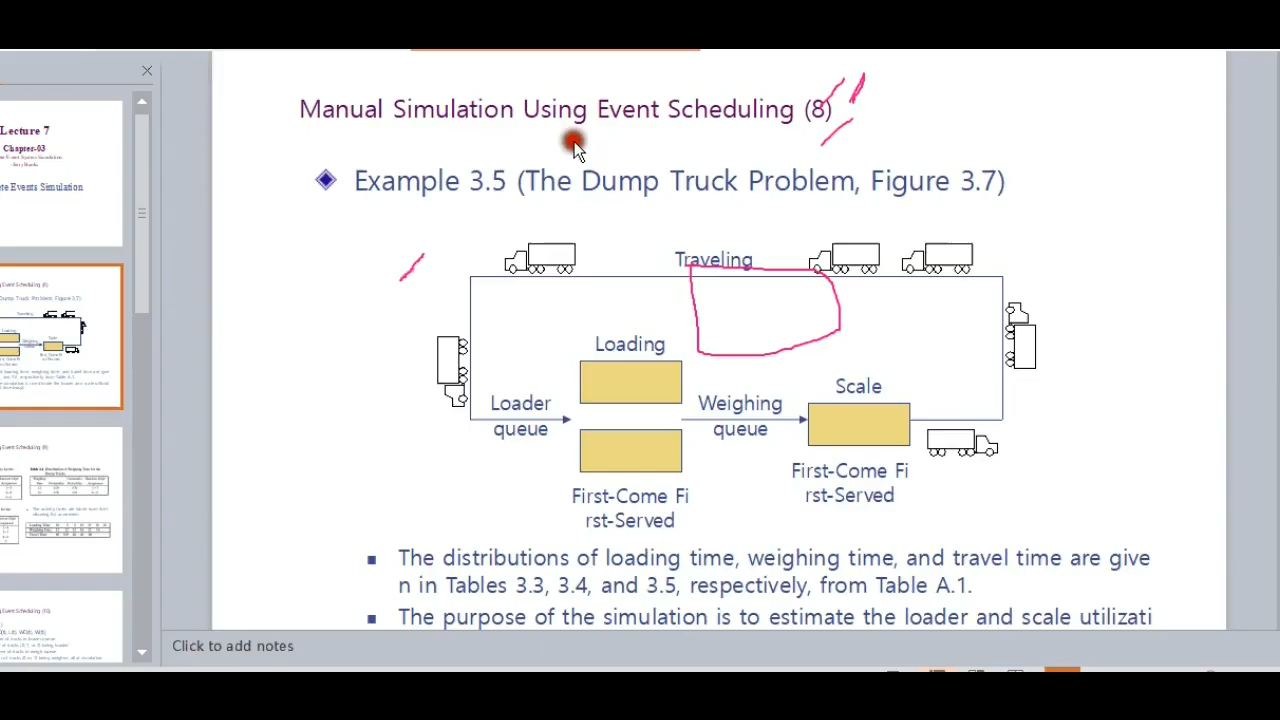 Lecture 7
Chapter-03
Manual Simulation Using Event Scheduling (8)
Example 3.5 (The Dump Truck Problem, Figure 3.7)
Traveling
Loading
Scale
Loader
queue
Weighing
queue
First-Come Fi
rst-Served
First-Come Fi
rst-Served
The distributions of loading time, weighing time, and travel time are give
n in Tables 3.3, 3.4, and 3.5, respectively, from Table A.1.
The purpose of the simulation is to estimate the loader and scale utilizati
Click to add notes